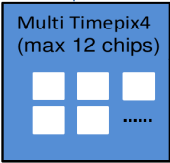 Multi Timepix4
(max 12 chips)
......